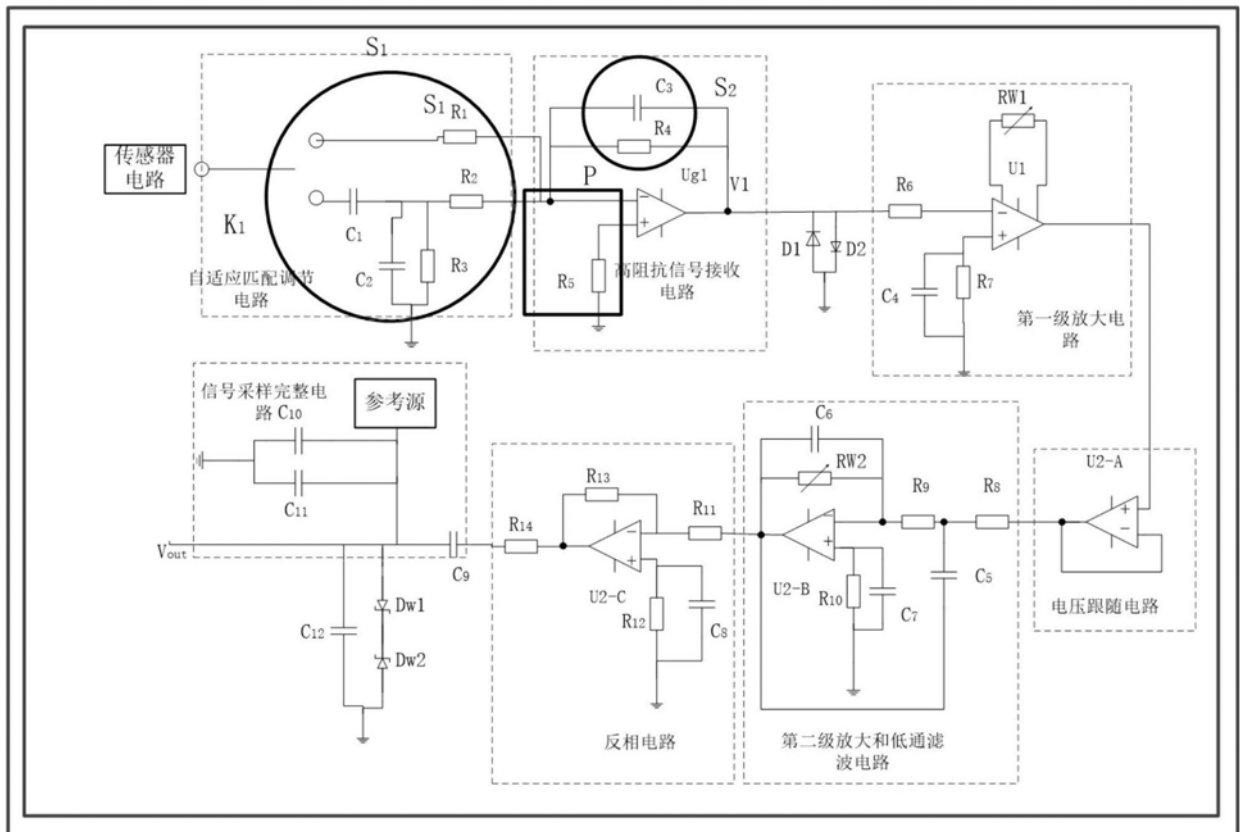 S1
S1
R1
传感器
电路
K1
R2
C1
C2
R3
自适应匹配调节
电路
C3
S2
R4
P
Ug1
V1
R5
高阻抗信号接收
电路
D1
D2
RW1
U1
R6
C4
R7
第一级放大电
路
信号采样完整电
路 C10
参考源
C11
Vout
C9
C12
Dw1
Dw2
R13
R14
R11
U2-C
R12
C8
反相电路
C6
RW2
R9
R8
U2-B
R10
C7
C5
第二级放大和低通滤
波电路
U2-A
电压跟随电路